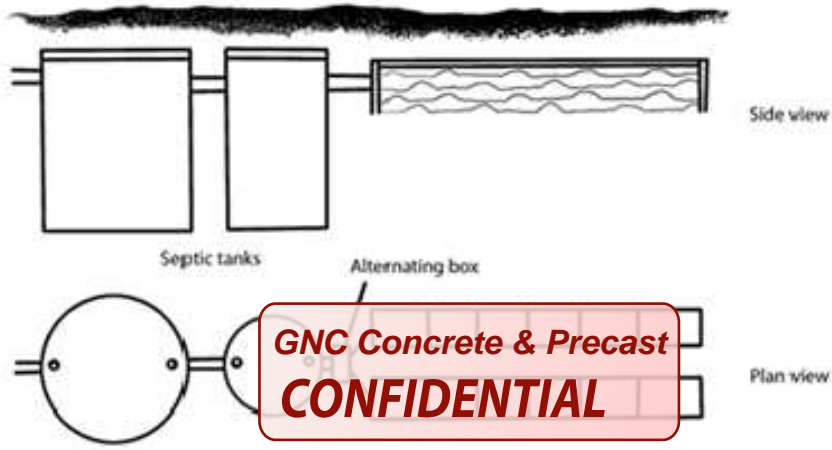 Side view
Septic tanks
Alternating box
GNC Concrete & Precast
CONFIDENTIAL
Plan view